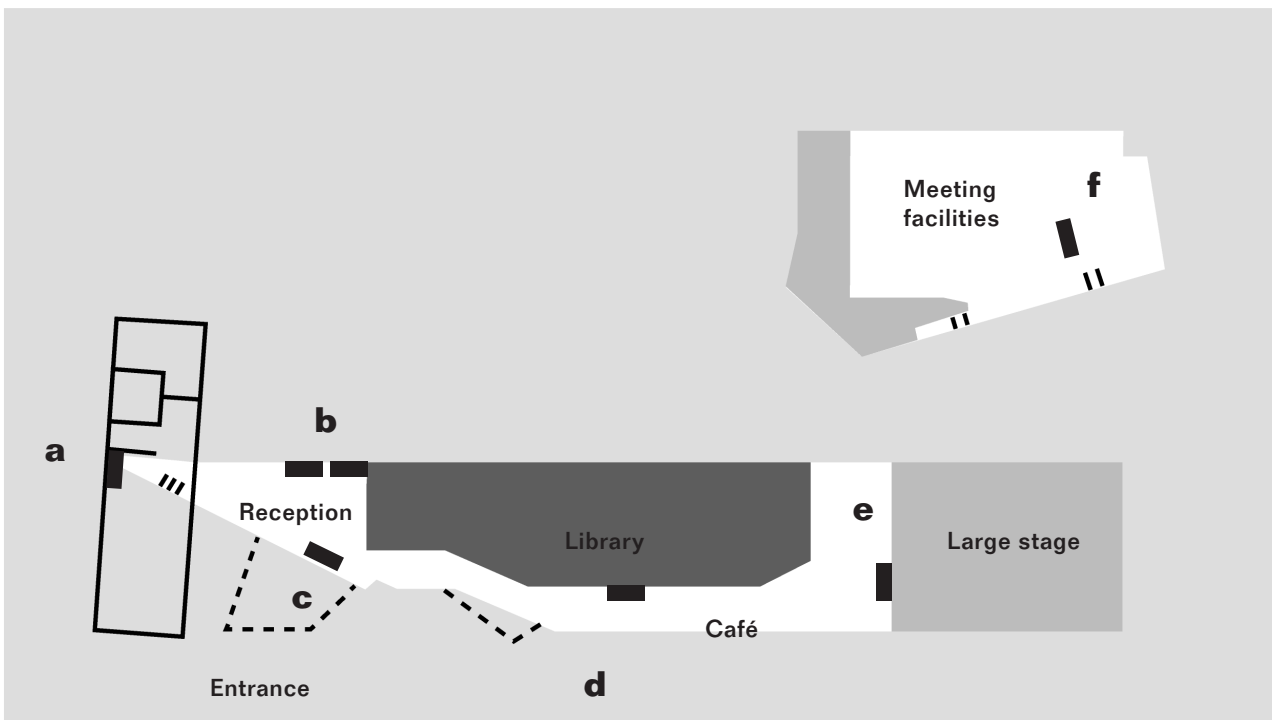 Meeting
facilities
f
a
b
Reception
c
Library
e
Large stage
Café
Entrance
d